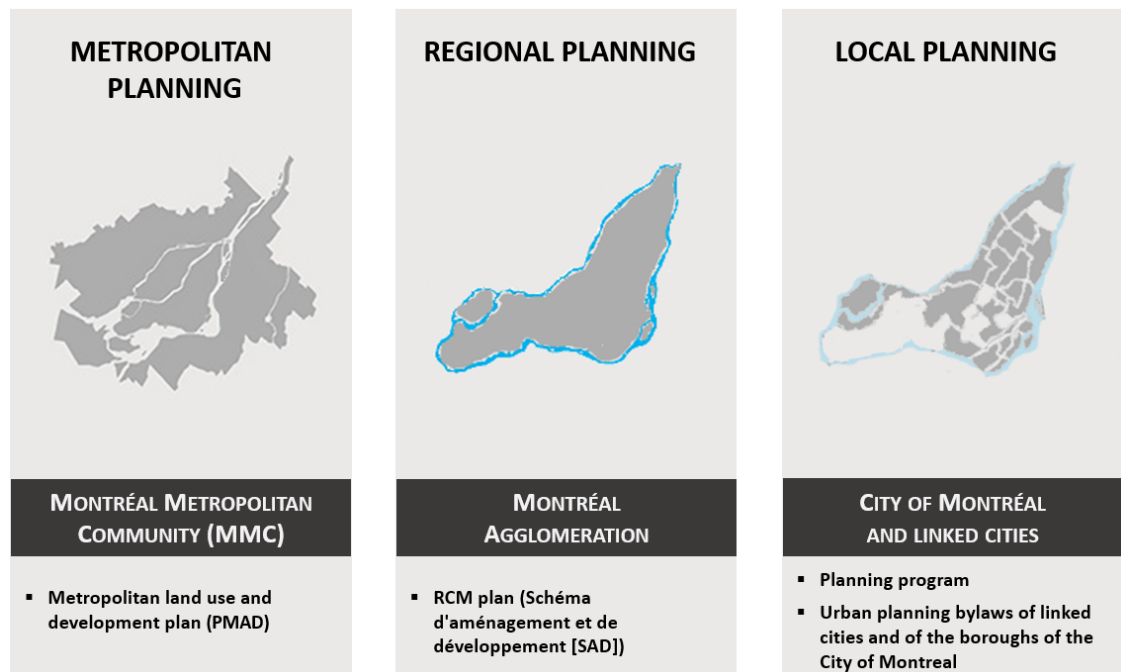 METROPOLITAN
PLANNING
MONTRÉAL METROPOLITAN
COMMUNITY (MMC)
▪ Metropolitan land use and
development plan (PMAD)
REGIONAL PLANNING
MONTRÉAL
AGGLOMERATION
▪ RCM plan (Schéma
d'aménagement et de
développement [SAD])
LOCAL PLANNING
CITY OF MONTRÉAL
AND LINKED CITIES
▪ Planning program
▪ Urban planning bylaws of linked
cities and of the boroughs of the
City of Montreal